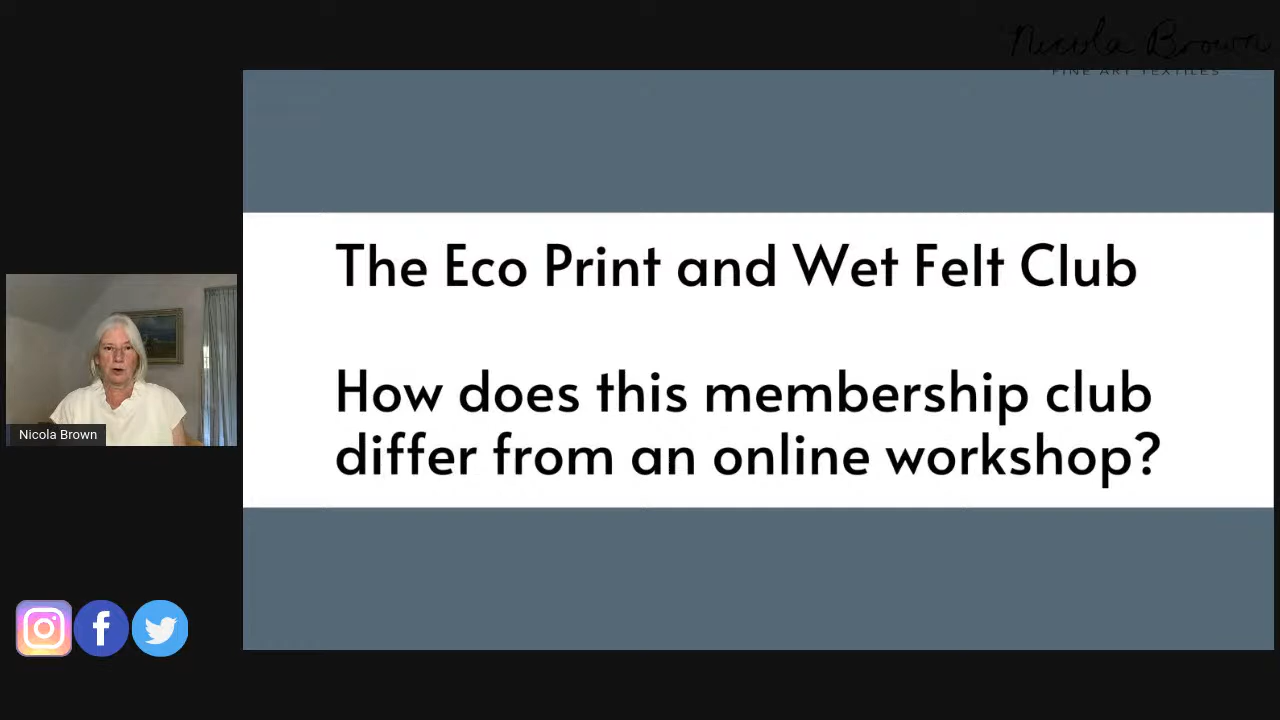 Nicola Brown
FINE ART TEXTILES
The Eco Print and Wet Felt Club
How does this membership club
differ from an online workshop?
Nicola Brown